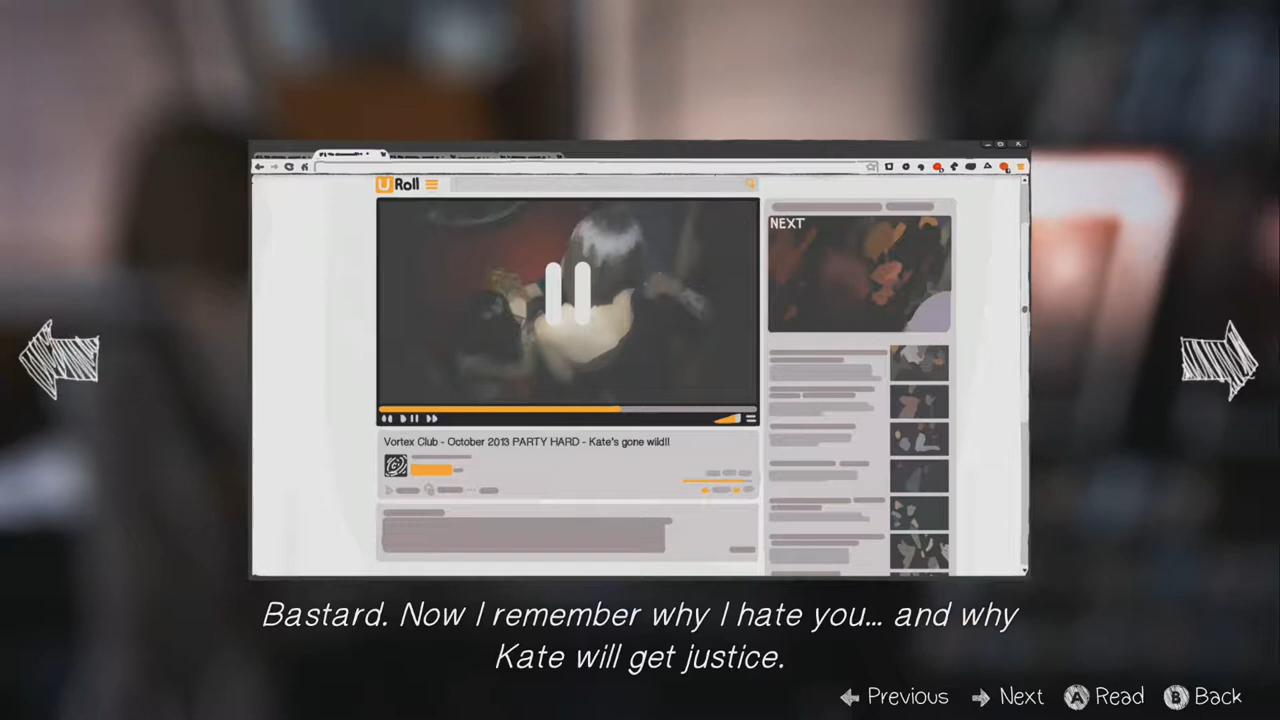 U Roll
NEXT
Vortex Club - October 2013 PARTY HARD - Kate's gone wild!!
Bastard. Now I remember why I hate you... and why
Kate will get justice.
Previous Next A Read B Back